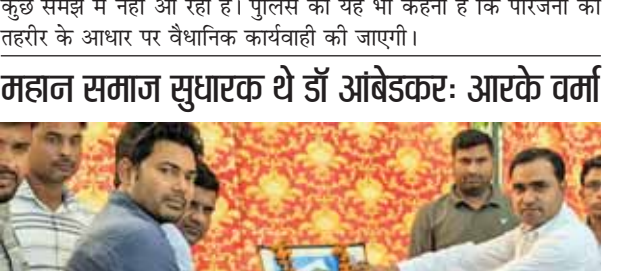 कुछ समझ में नहीं आ रहा है। पुलिस का यह भी कहना है कि परिजनों की
तहरीर के आधार पर वैधानिक कार्यवाही की जाएगी।
महान समाज सुधारक थे डॉ आंबेडकरः आरके वर्मा